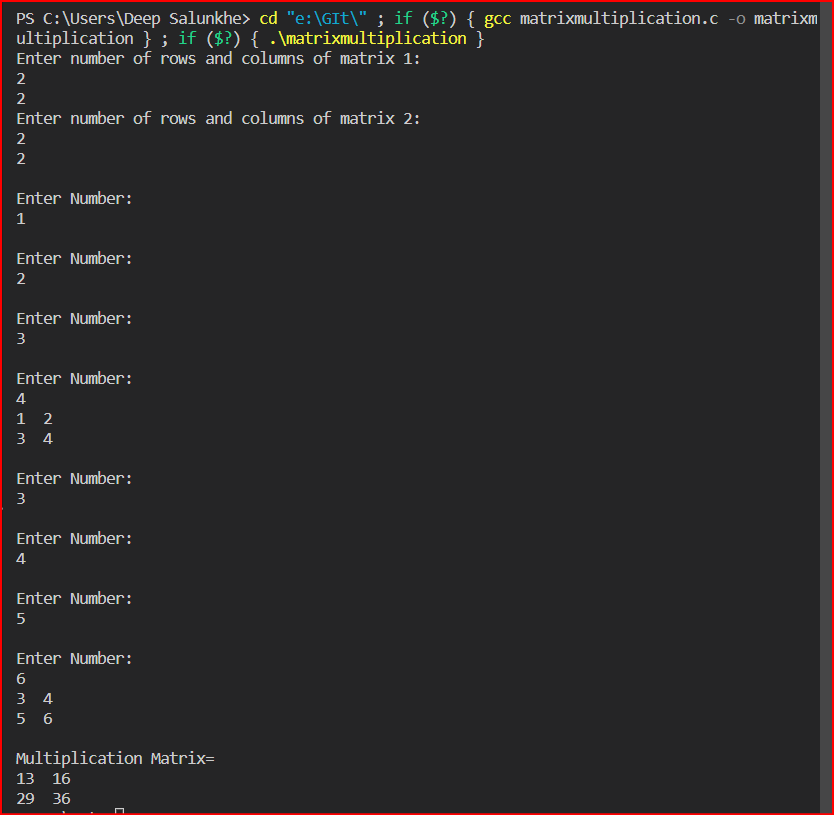 PS C:\Users\Deep Salunkhe> cd "e:\GIt\" ; if ($?) { gcc matrixmultiplication.c -o matrixm
ultiplication } ; if ($?) { .\matrixmultiplication }
Enter number of rows and columns of matrix 1:
2
2
Enter number of rows and columns of matrix 2:
2
2
Enter Number:
1
Enter Number:
2
Enter Number:
3
Enter Number:
4
1  2
3  4
Enter Number:
3
Enter Number:
4
Enter Number:
5
Enter Number:
6
3  4
5  6
Multiplication Matrix=
13  16
29  36